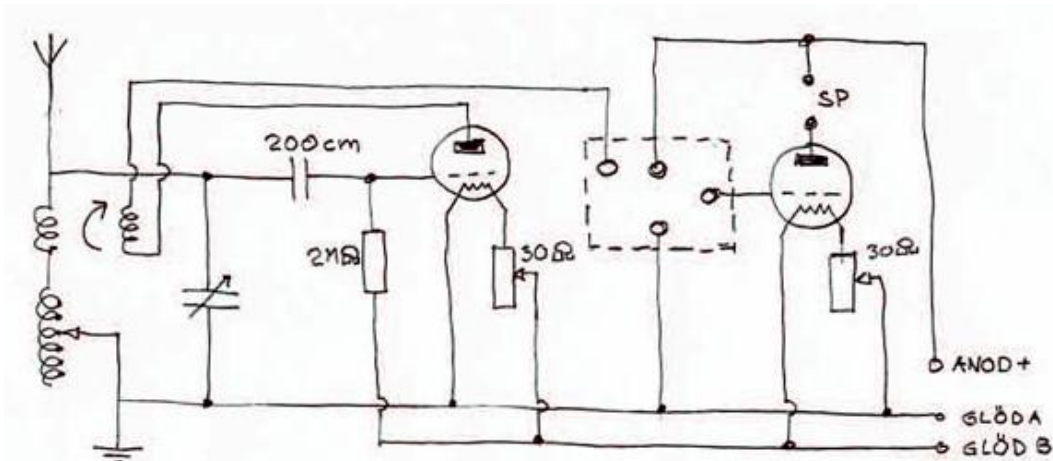 SP
200cm
2MΩ
30Ω
30Ω
ANOD+
GLÖD A
GLÖD B